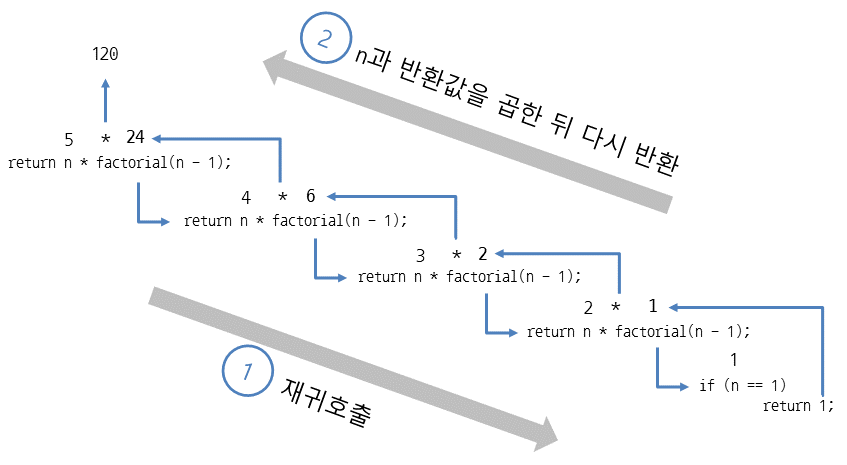 120
② n과 반환값을 곱한 뒤 다시 반환
5 * 24
return n * factorial(n - 1);
4 * 6
return n * factorial(n - 1);
3 * 2
return n * factorial(n - 1);
2 * 1
return n * factorial(n - 1);
1
if (n == 1)
return 1;
① 재귀호출